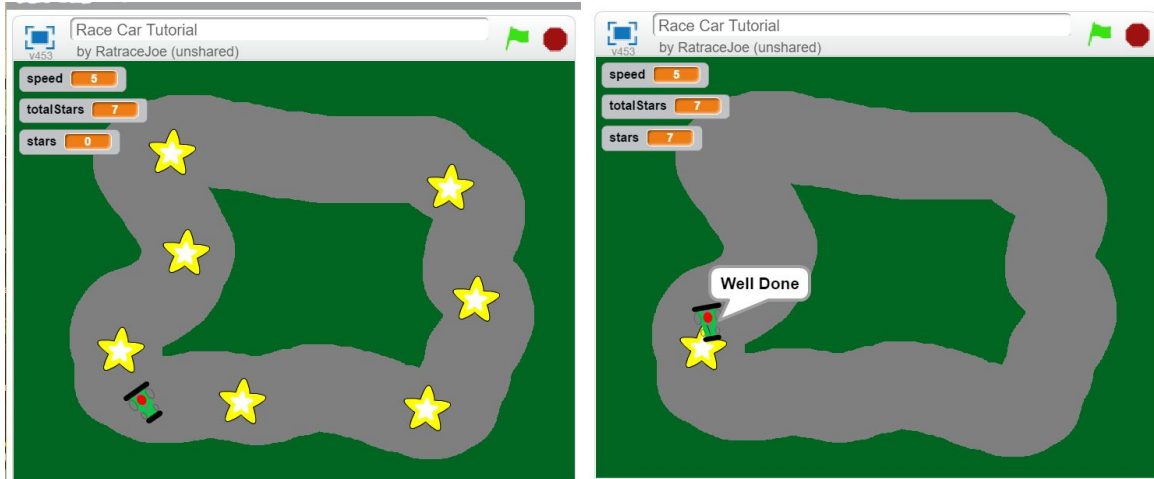 Race Car Tutorial
v453
by RatraceJoe (unshared)
speed 5
totalStars 7
stars 0
Race Car Tutorial
v453
by RatraceJoe (unshared)
speed 5
totalStars 7
stars 7
Well Done